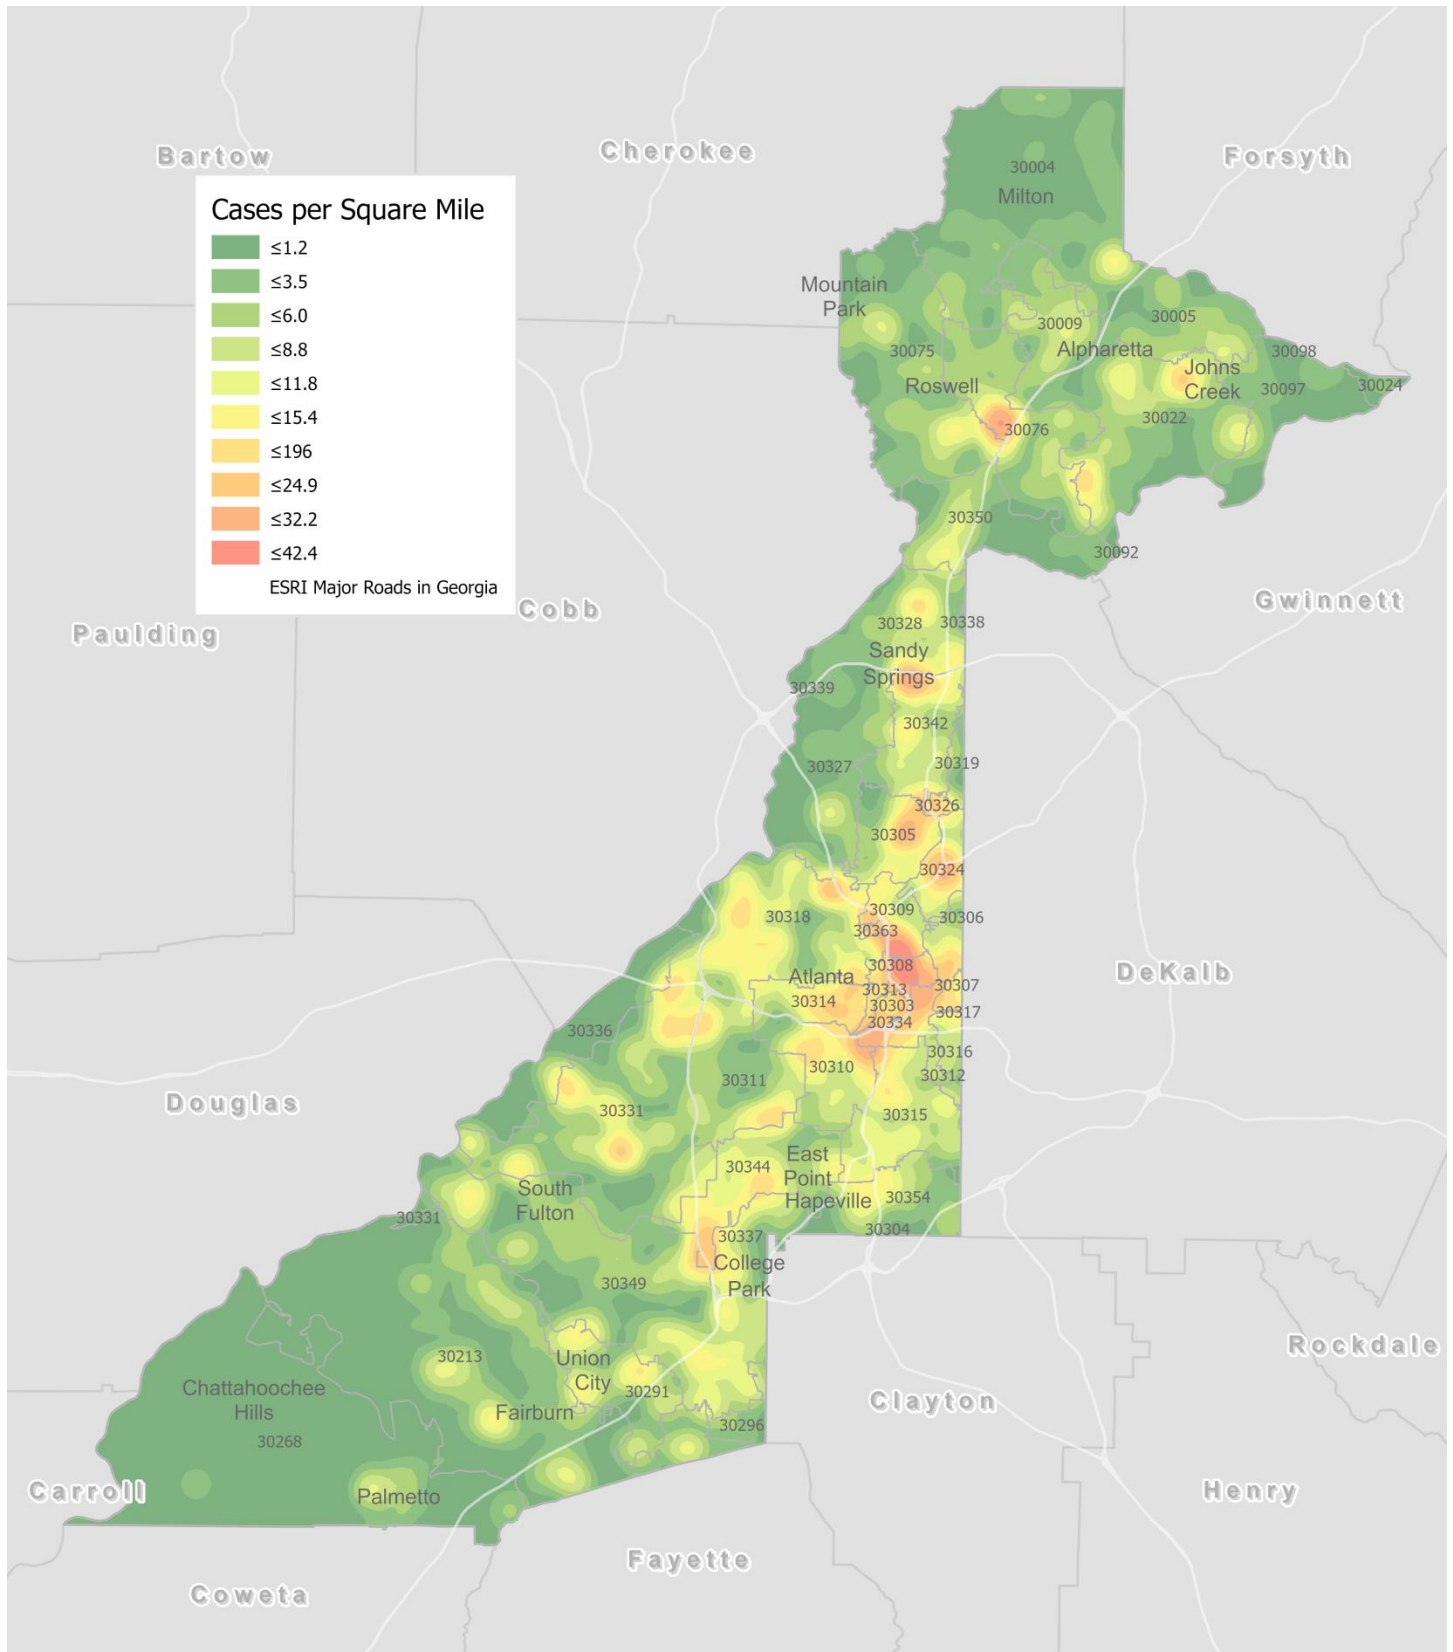 Bartow
Cherokee
Forsyth
30004
Milton
Cases per Square Mile
≤1.2
≤3.5
≤6.0
≤8.8
≤11.8
≤15.4
≤196
≤24.9
≤32.2
≤42.4
ESRI Major Roads in Georgia
Mountain
Park
30009
30005
30075
Alpharetta
30098
Roswell
Johns
Creek
30097
30024
30022
30076
30350
30092
Gwinnett
Cobb
Paulding
30328
30338
Sandy
Springs
30339
30342
30327
30319
30326
30305
30324
30309
30306
30318
30363
30308
Atlanta
DeKalb
30313
30307
30314
30303
30317
30334
30336
30316
30310
30312
30311
Douglas
30331
30315
East
Point
30344
South
Fulton
Hapeville
30354
30331
30304
30337
College
Park
30349
Rockdale
30213
Union
City
Chattahoochee
Hills
30291
Clayton
Fairburn
30296
30268
Carroll
Palmetto
Henry
Fayette
Coweta